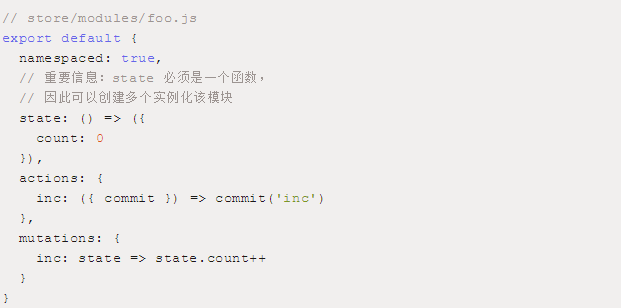 // store/modules/foo.js
export default {
  namespaced: true,
  // 重要信息：state 必须是一个函数，
  // 因此可以创建多个实例化该模块
  state: () => ({
    count: 0
  }),
  actions: {
    inc: ({ commit }) => commit('inc')
  },
  mutations: {
    inc: state => state.count++
  }
}